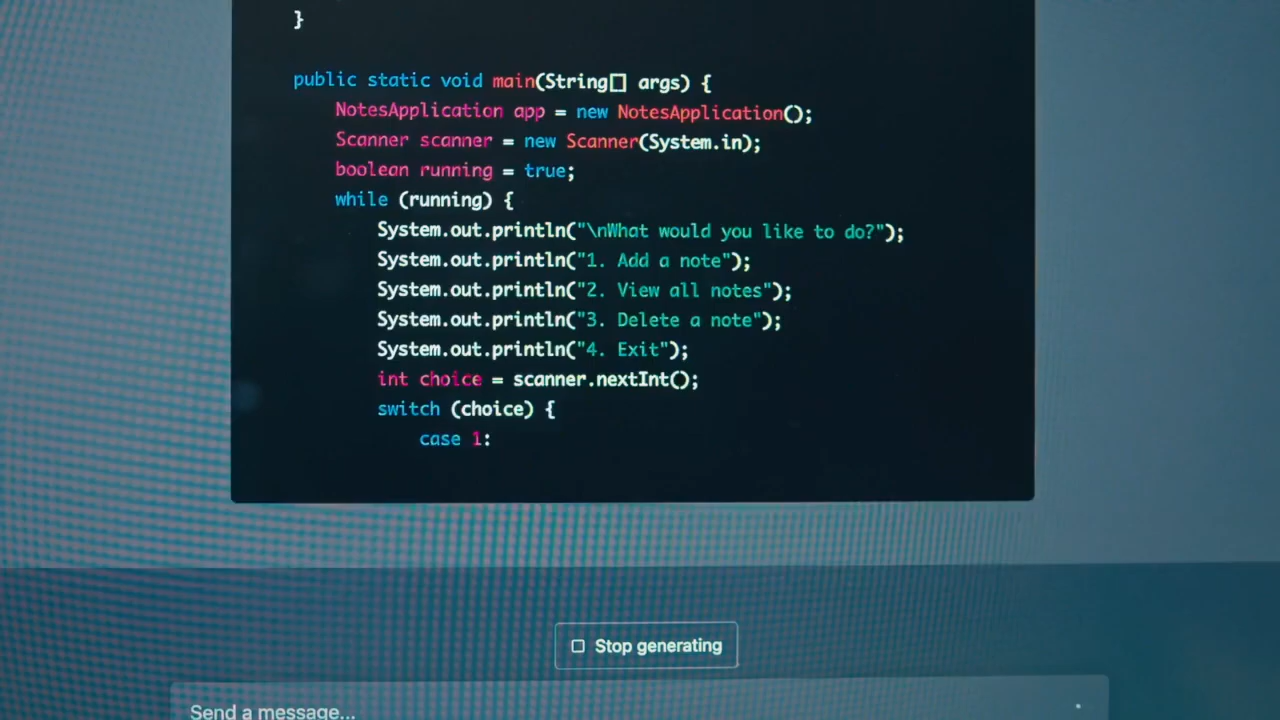 }
public static void main(String[] args) {
NotesApplication app = new NotesApplication();
Scanner scanner = new Scanner(System.in);
boolean running = true;
while (running) {
System.out.println("\nWhat would you like to do?");
System.out.println("1. Add a note");
System.out.println("2. View all notes");
System.out.println("3. Delete a note");
System.out.println("4. Exit");
int choice = scanner.nextInt();
switch (choice) {
case 1:
Stop generating
Send a message...